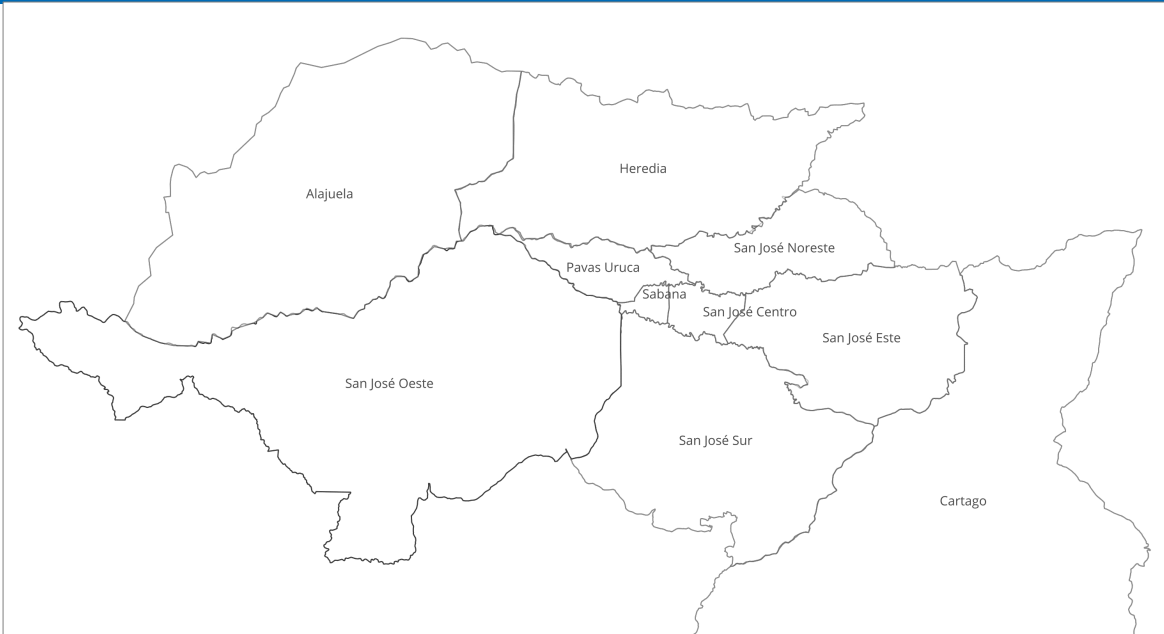 Heredia
Alajuela
San José Noreste
Pavas Uruca
Sabana
San José Centro
San José Este
San José Oeste
San José Sur
Cartago